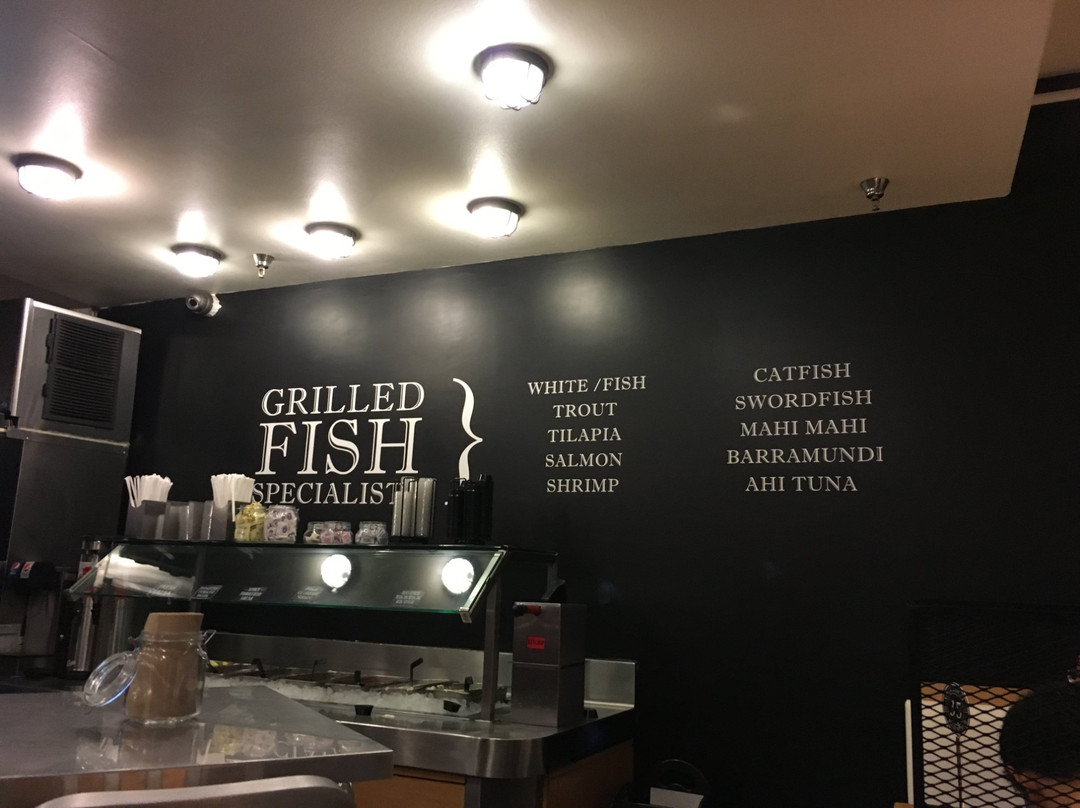 GRILLED
FISH
SPECIALIST
WHITE /FISH
TROUT
TILAPIA
SALMON
SHRIMP
CATFISH
SWORDFISH
MAHI MAHI
BARRAMUNDI
AHI TUNA